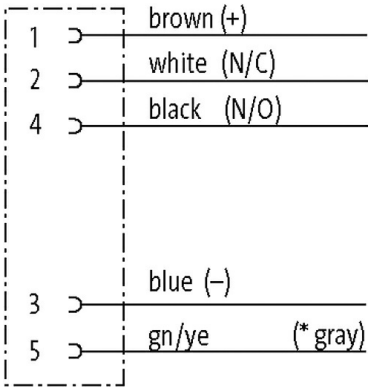 1 brown (+)
2 white (N/C)
4 black (N/O)
3 blue (–)
5 gn/ye (* gray)